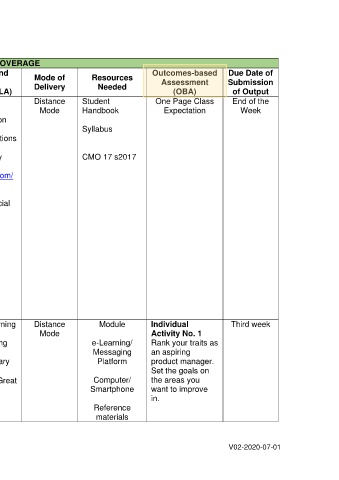 OVERAGE
nd
LA)
Mode of
Delivery
Resources
Needed
Outcomes-based
Assessment
(OBA)
Due Date of
Submission
of Output
on
tions
y
om/
cial
Distance
Mode
Student
Handbook
Syllabus
CMO 17 s2017
One Page Class
Expectation
End of the
Week
rning
ng
ary
Great
Distance
Mode
Module
e-Learning/
Messaging
Platform
Computer/
Smartphone
Reference
materials
Individual
Activity No. 1
Rank your traits as
an aspiring
product manager.
Set the goals on
the areas you
want to improve
in.
Third week
V02-2020-07-01